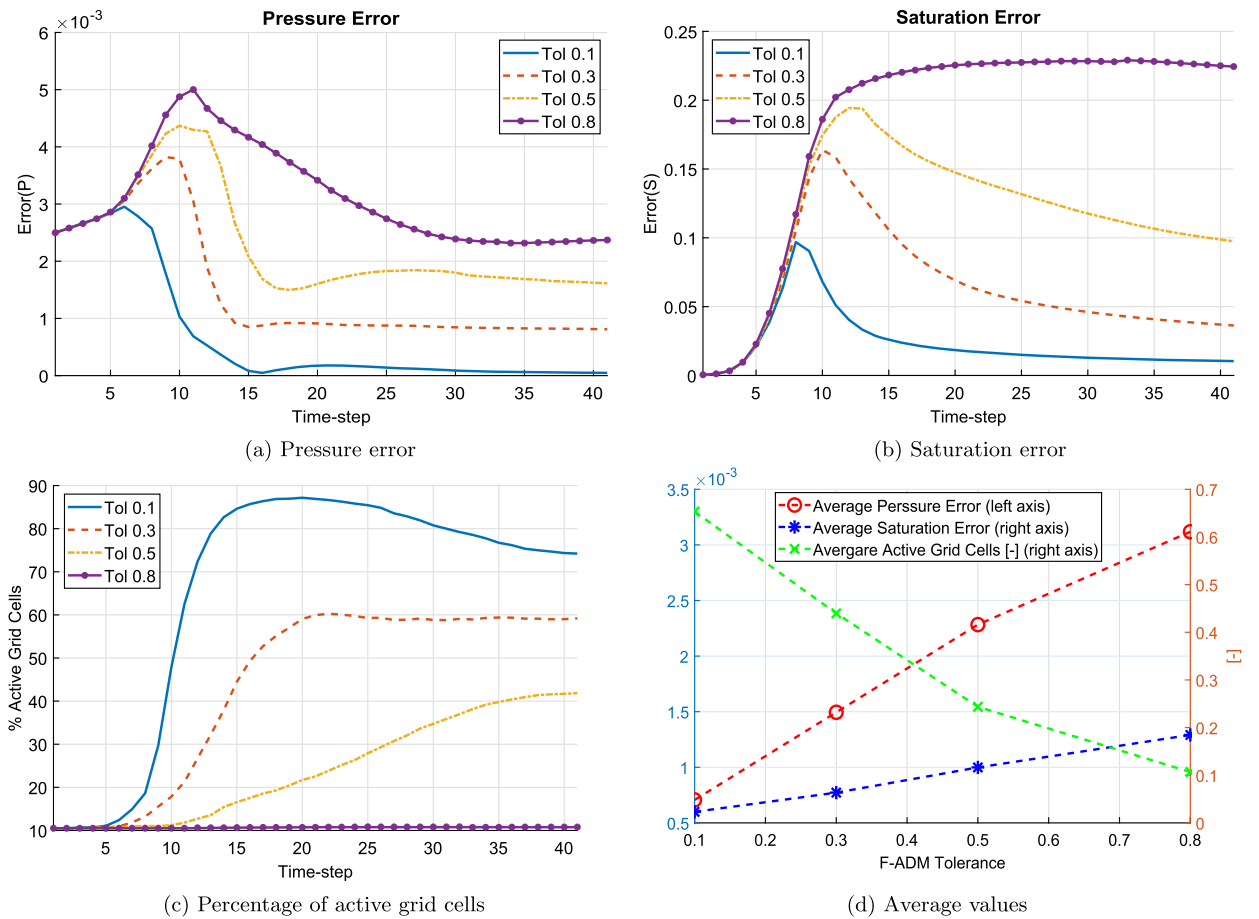 Pressure Error
×10⁻³
6
5
4
3
2
1
0
Error(P)
Tol 0.1
Tol 0.3
Tol 0.5
Tol 0.8
5 10 15 20 25 30 35 40
Time-step
(a) Pressure error
Saturation Error
0.25
0.2
0.15
0.1
0.05
0
Error(S)
Tol 0.1
Tol 0.3
Tol 0.5
Tol 0.8
5 10 15 20 25 30 35 40
Time-step
(b) Saturation error
90
80
70
60
50
40
30
20
10
% Active Grid Cells
Tol 0.1
Tol 0.3
Tol 0.5
Tol 0.8
5 10 15 20 25 30 35 40
Time-step
(c) Percentage of active grid cells
×10⁻³
3.5
3
2.5
2
1.5
1
0.5
Average Perssure Error (left axis)
Average Saturation Error (right axis)
Avergare Active Grid Cells [-] (right axis)
0.7
0.6
0.5
0.4
0.3
0.2
0.1
0
[-]
0.1 0.2 0.3 0.4 0.5 0.6 0.7 0.8
F-ADM Tolerance
(d) Average values